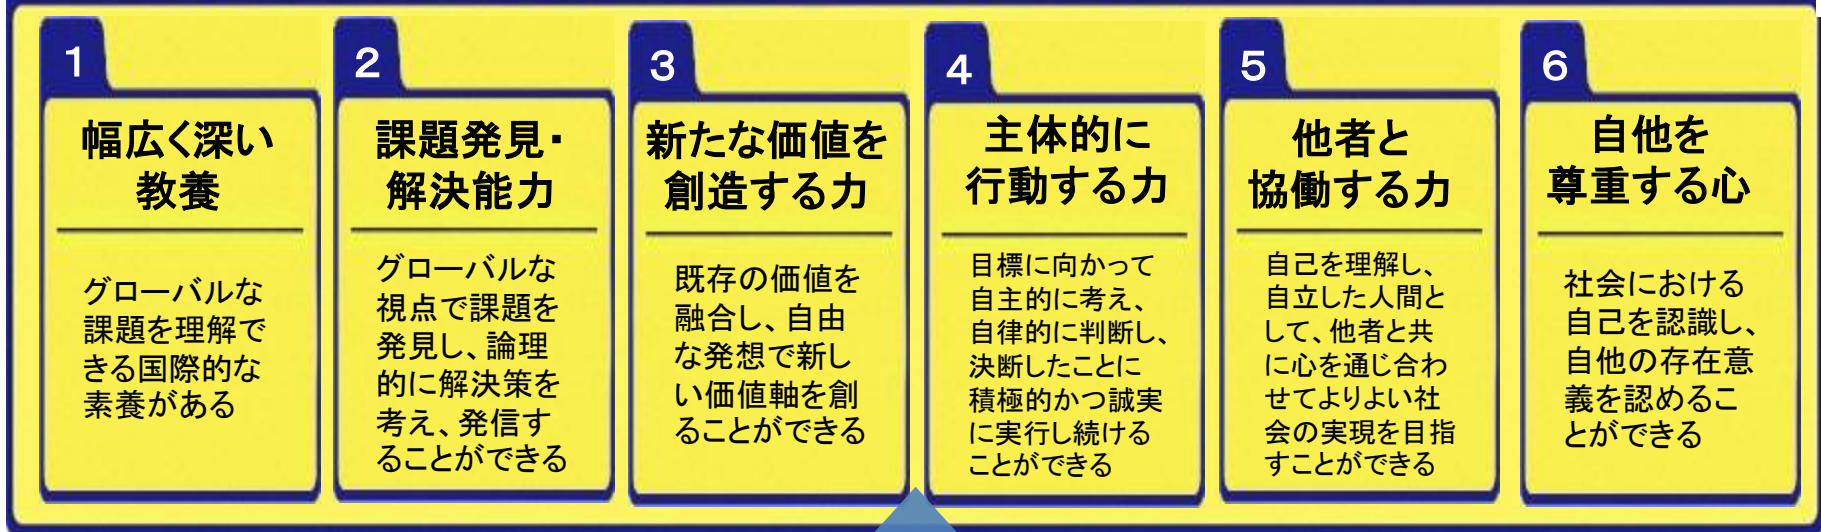 1
幅広く深い
教養
グローバルな
課題を理解で
きる国際的な
素養がある
2
課題発見・
解決能力
グローバルな
視点で課題を
発見し、論理
的に解決策を
考え、発信す
ることができる
3
新たな価値を
創造する力
既存の価値を
融合し、自由
な発想で新し
い価値軸を創
ることができる
4
主体的に
行動する力
目標に向かって
自主的に考え、
自律的に判断し、
決断したことに
積極的かつ誠実
に実行し続ける
ことができる
5
他者と
協働する力
自己を理解し、
自立した人間と
して、他者と共
に心を通じ合わ
せてよりよい社
会の実現を目指
すことができる
6
自他を
尊重する心
社会における
自己を認識し、
自他の存在意
義を認めるこ
とができる